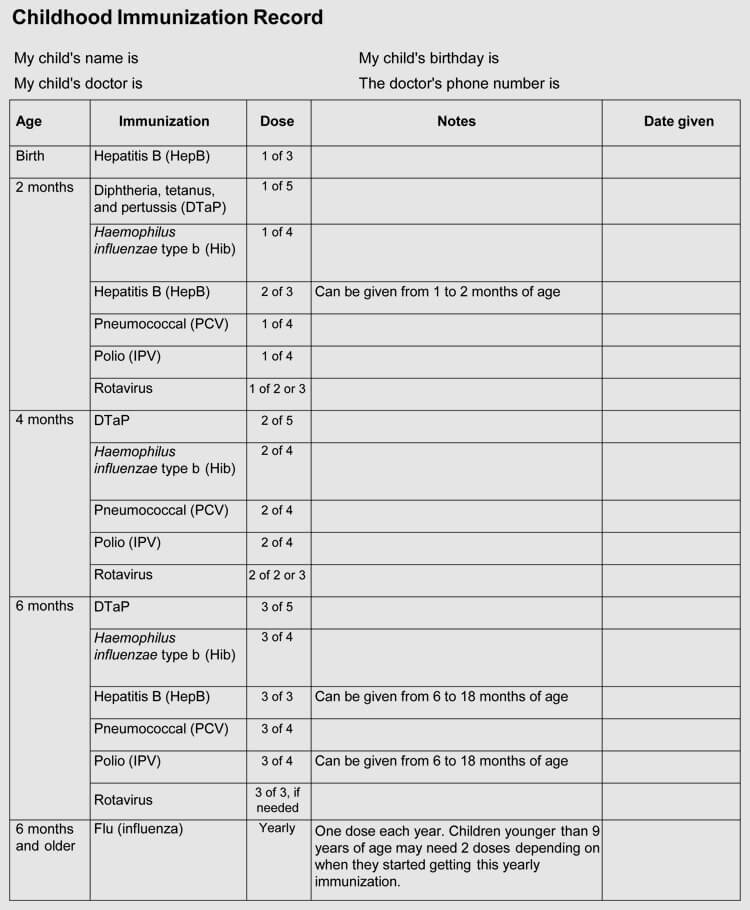 Childhood Immunization Record
My child's name is My child's birthday is
My child's doctor is The doctor's phone number is
Age Immunization Dose Notes Date given
Birth Hepatitis B (HepB) 1 of 3
2 months Diphtheria, tetanus, 1 of 5
and pertussis (DTaP)
Haemophilus 1 of 4
influenzae type b (Hib)
Hepatitis B (HepB) 2 of 3 Can be given from 1 to 2 months of age
Pneumococcal (PCV) 1 of 4
Polio (IPV) 1 of 4
Rotavirus 1 of 2 or 3
4 months DTaP 2 of 5
Haemophilus 2 of 4
influenzae type b (Hib)
Pneumococcal (PCV) 2 of 4
Polio (IPV) 2 of 4
Rotavirus 2 of 2 or 3
6 months DTaP 3 of 5
Haemophilus 3 of 4
influenzae type b (Hib)
Hepatitis B (HepB) 3 of 3 Can be given from 6 to 18 months of age
Pneumococcal (PCV) 3 of 4
Polio (IPV) 3 of 4 Can be given from 6 to 18 months of age
Rotavirus 3 of 3, if
needed
6 months Flu (influenza) Yearly One dose each year. Children younger than 9
and older years of age may need 2 doses depending on
when they started getting this yearly
immunization.